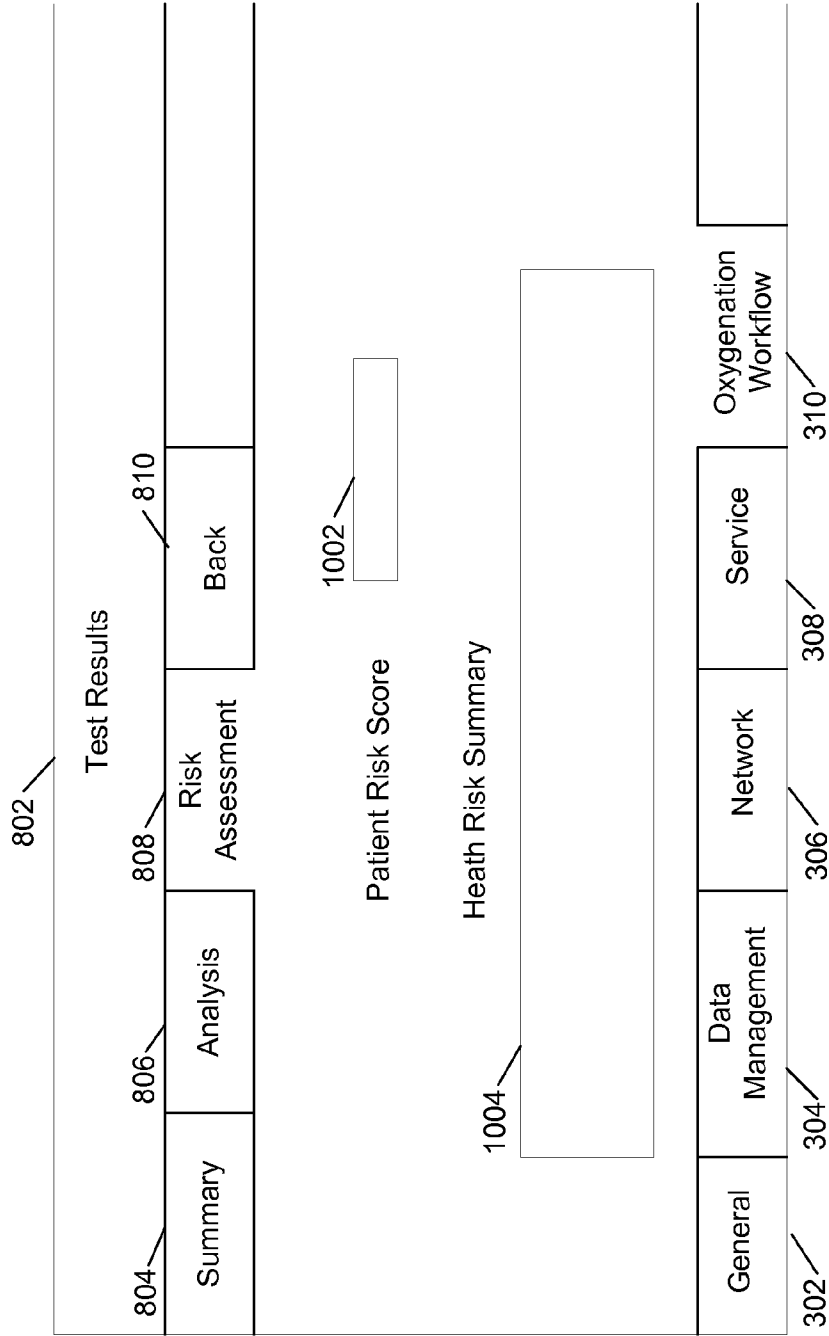 802
Test Results
804
806
808
810
Summary
Analysis
Risk
Assessment
Back
Patient Risk Score
1002
Heath Risk Summary
1004
General
Data
Management
Network
Service
Oxygenation
Workflow
302
304
306
308
310